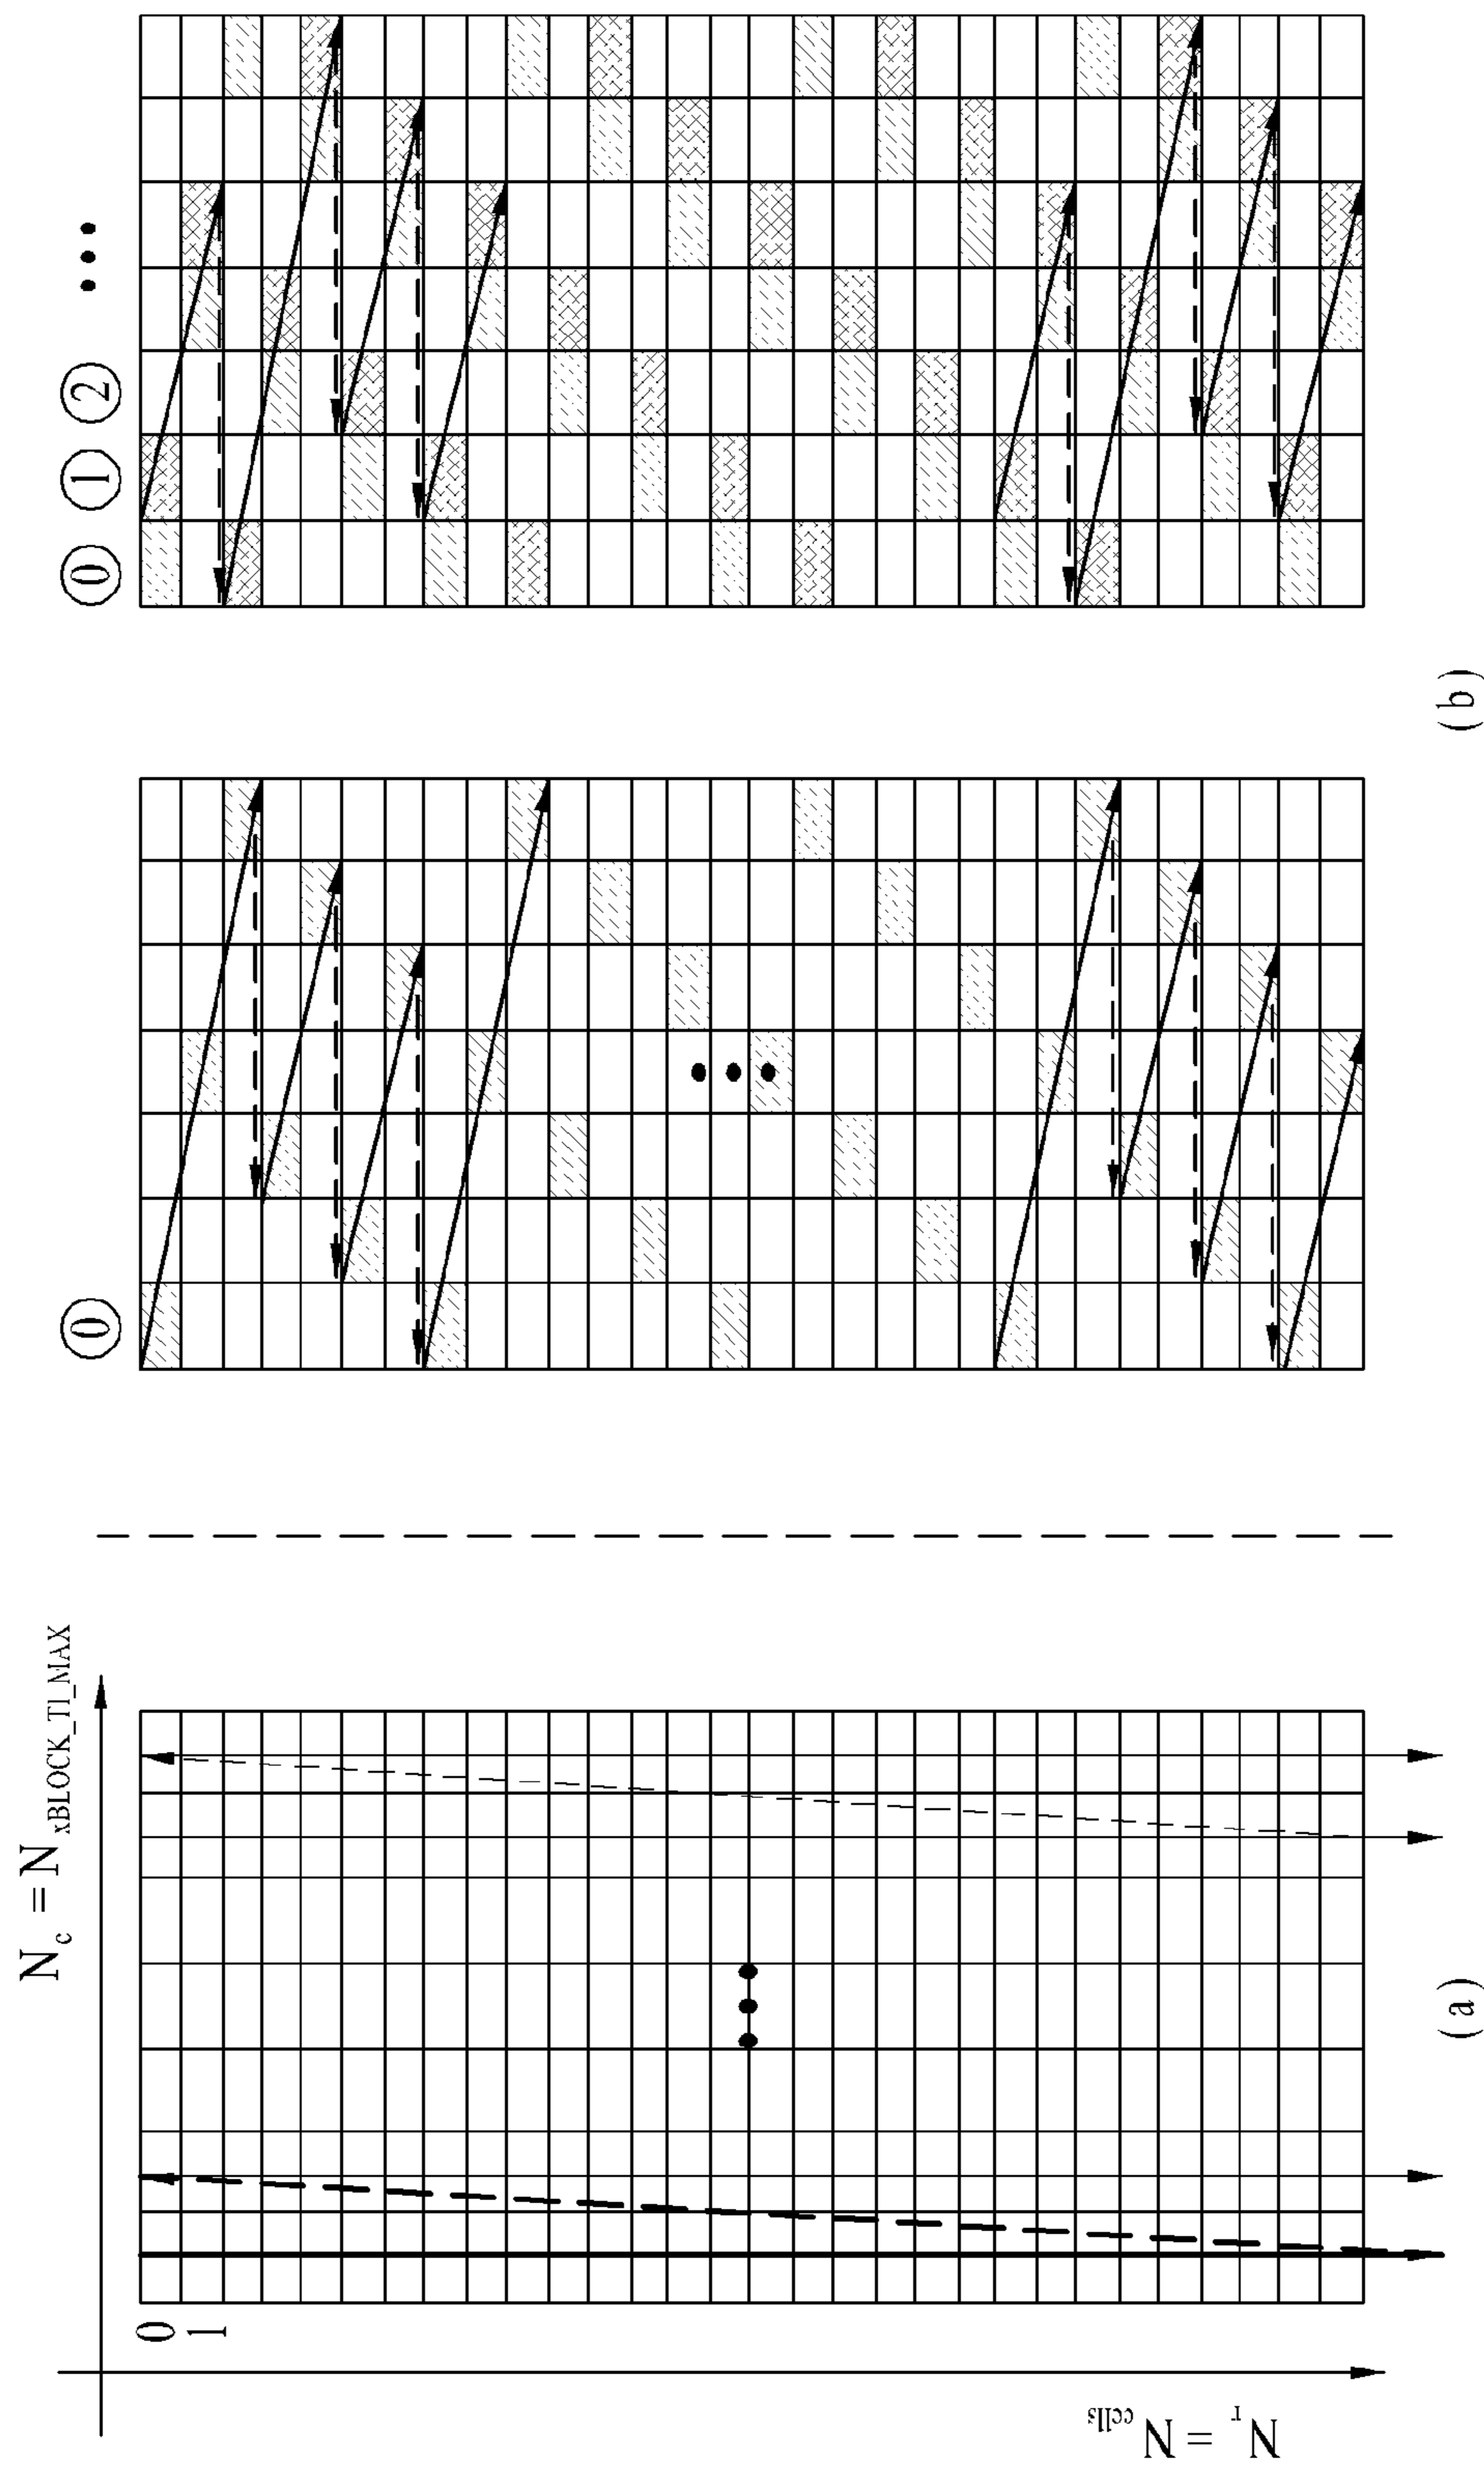 N_c = N_xBLOCK_TI_MAX
N_r = N_cells
0
1
(a)
⓪
⓪ ① ② •••
(b)